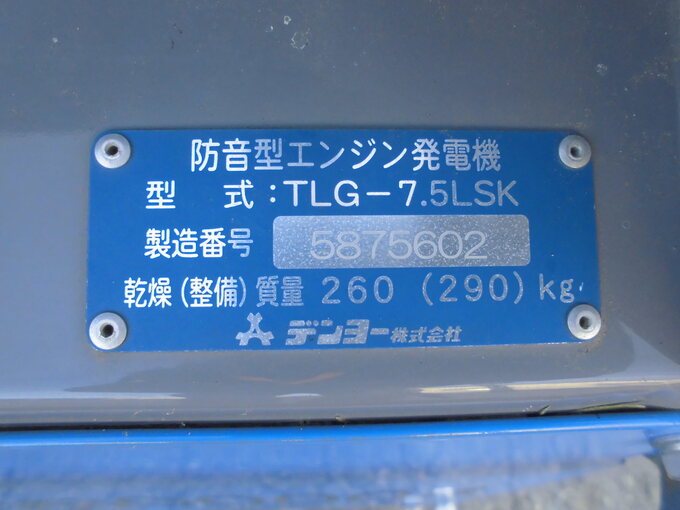 防音型エンジン発電機
型 式:TLG-7.5LSK
製造番号 5875602
乾燥(整備)質量 260 (290)kg
デンヨー株式会社